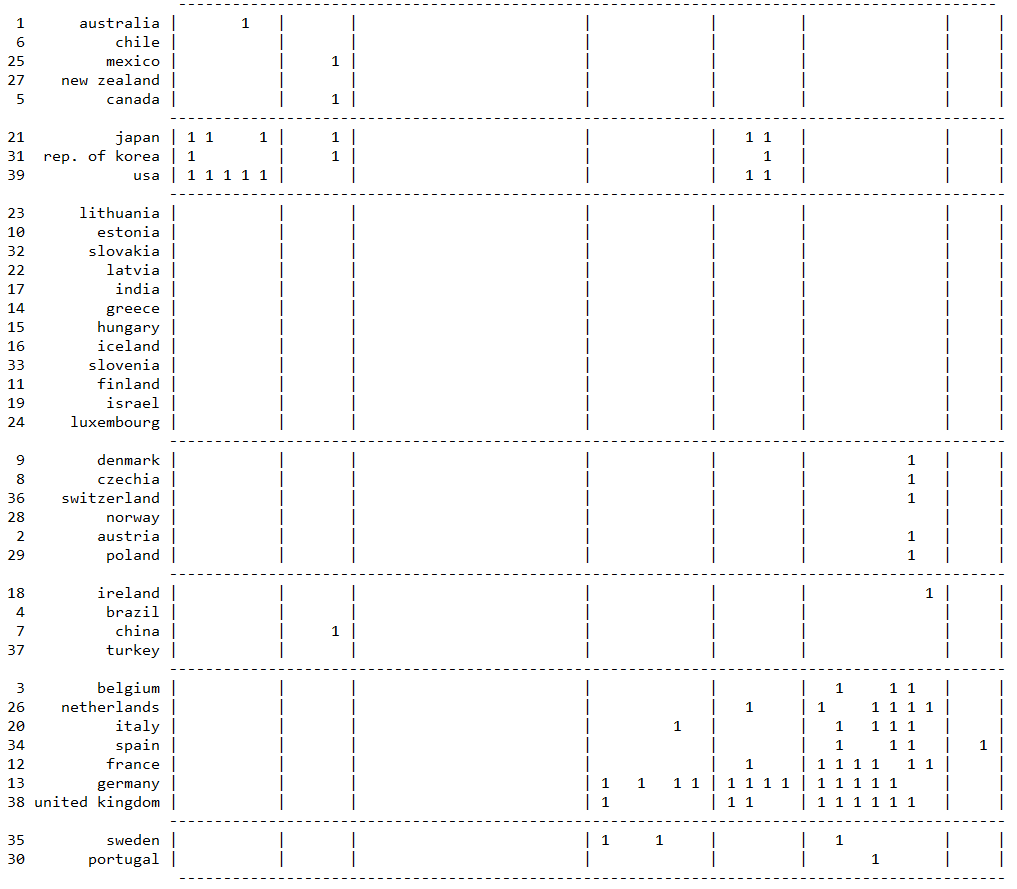 -------------------------------------------------------------------------------------------
 1      australia |       1   |       |                         |             |         |               |     |
 6          chile |           |       |                         |             |         |               |     |
25         mexico |           |     1 |                         |             |         |               |     |
27    new zealand |           |       |                         |             |         |               |     |
 5         canada |           |     1 |                         |             |         |               |     |
--------------------------------------------------------------------------------------------
21          japan | 1 1     1 |     1 |                         |             |   1 1   |               |     |
31  rep. of korea | 1         |     1 |                         |             |     1   |               |     |
39            usa | 1 1 1 1 1 |       |                         |             |   1 1   |               |     |
--------------------------------------------------------------------------------------------
23      lithuania |           |       |                         |             |         |               |     |
10        estonia |           |       |                         |             |         |               |     |
32       slovakia |           |       |                         |             |         |               |     |
22         latvia |           |       |                         |             |         |               |     |
17          india |           |       |                         |             |         |               |     |
14         greece |           |       |                         |             |         |               |     |
15        hungary |           |       |                         |             |         |               |     |
16        iceland |           |       |                         |             |         |               |     |
33       slovenia |           |       |                         |             |         |               |     |
11        finland |           |       |                         |             |         |               |     |
19         israel |           |       |                         |             |         |               |     |
24     luxembourg |           |       |                         |             |         |               |     |
--------------------------------------------------------------------------------------------
 9        denmark |           |       |                         |             |         |           1   |     |
 8        czechia |           |       |                         |             |         |           1   |     |
36    switzerland |           |       |                         |             |         |           1   |     |
28         norway |           |       |                         |             |         |               |     |
 2        austria |           |       |                         |             |         |           1   |     |
29         poland |           |       |                         |             |         |           1   |     |
--------------------------------------------------------------------------------------------
18        ireland |           |       |                         |             |         |             1 |     |
 4         brazil |           |       |                         |             |         |               |     |
 7          china |           |     1 |                         |             |         |               |     |
37         turkey |           |       |                         |             |         |               |     |
--------------------------------------------------------------------------------------------
 3        belgium |           |       |                         |             |         |   1     1 1   |     |
26    netherlands |           |       |                         |             |   1     | 1     1 1 1 1 |     |
20          italy |           |       |                         |         1   |         |   1   1 1 1   |     |
34          spain |           |       |                         |             |         |   1     1 1   |   1 |
12         france |           |       |                         |             |   1     | 1 1 1 1   1 1 |     |
13        germany |           |       |                         | 1   1   1 1 | 1 1 1 1 | 1 1 1 1 1     |     |
38 united kingdom |           |       |                         | 1           | 1 1     | 1 1 1 1 1 1   |     |
--------------------------------------------------------------------------------------------
35         sweden |           |       |                         | 1     1     |         |   1           |     |
30       portugal |           |       |                         |             |         |       1       |     |
--------------------------------------------------------------------------------------------